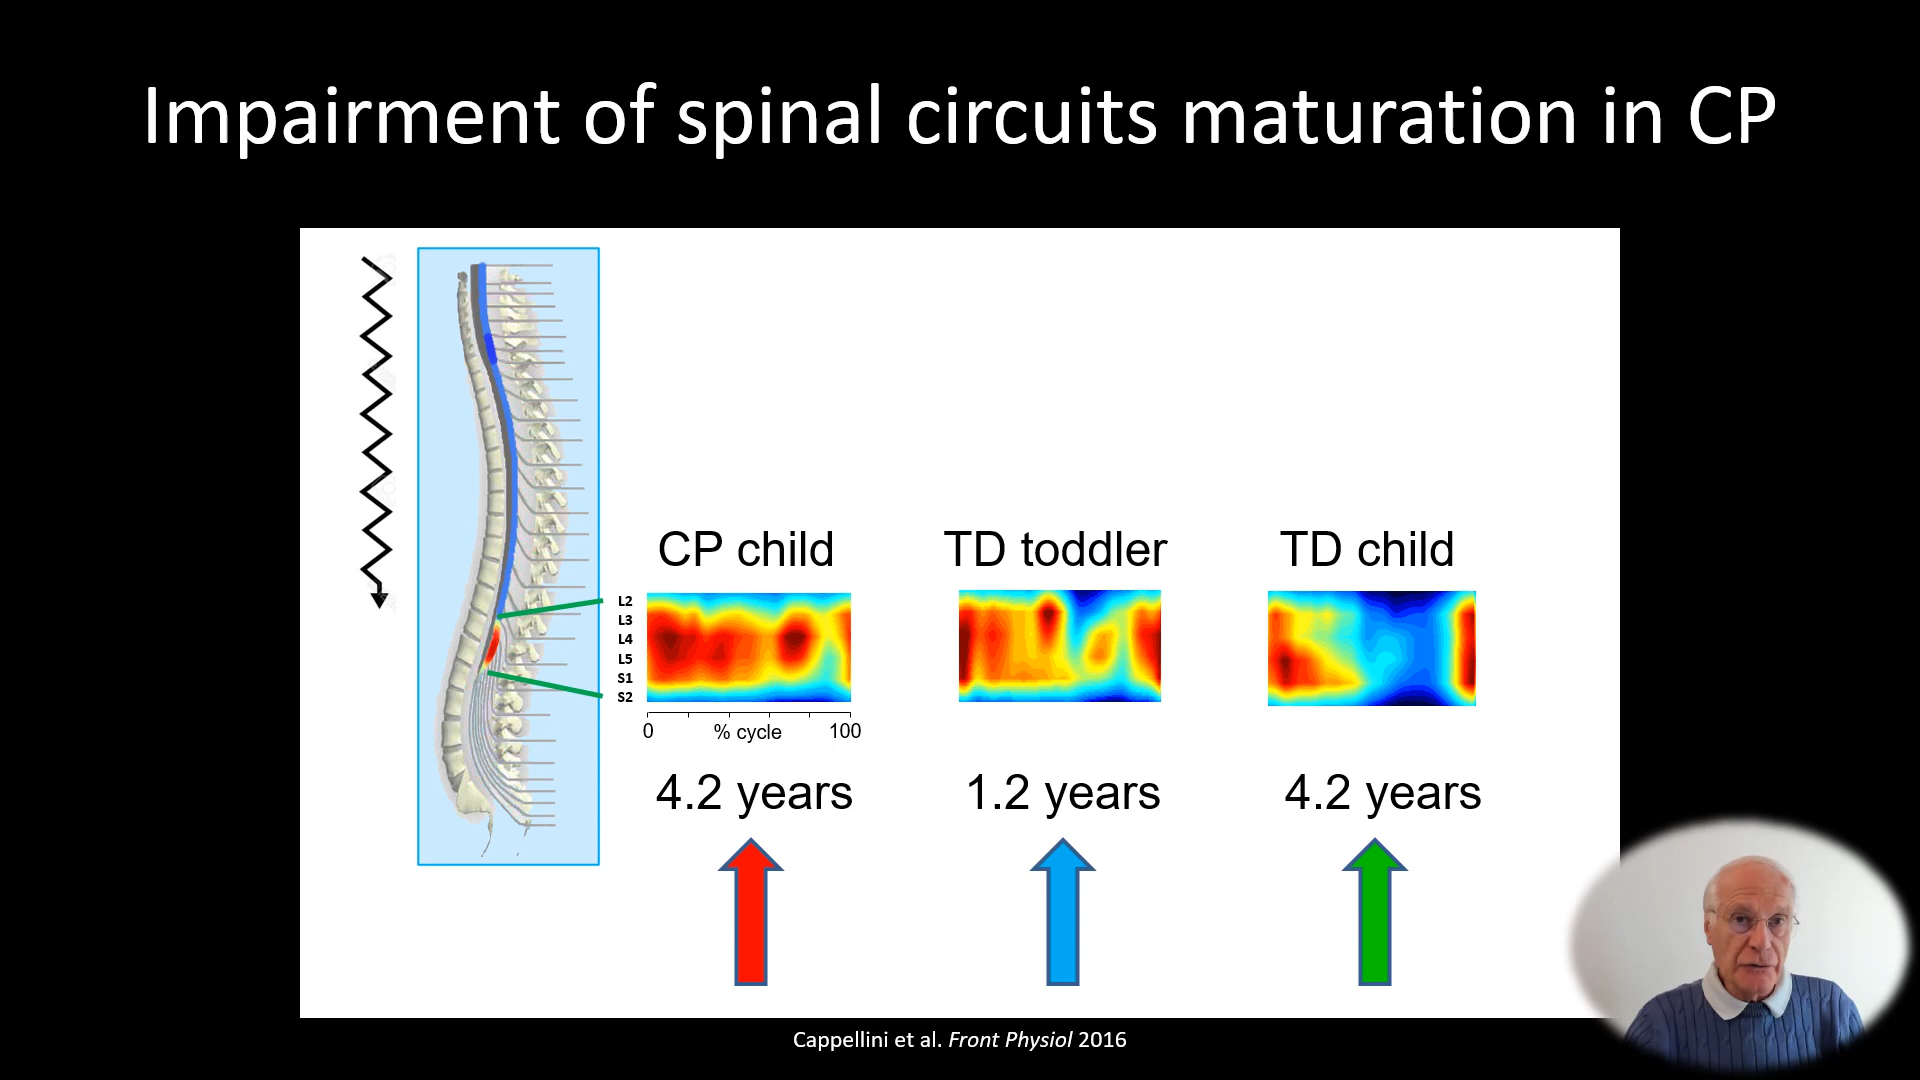 Impairment of spinal circuits maturation in CP
CP child
TD toddler
TD child
L2
L3
L4
L5
S1
S2
0
% cycle
100
4.2 years
1.2 years
4.2 years
Cappellini et al. Front Physiol 2016